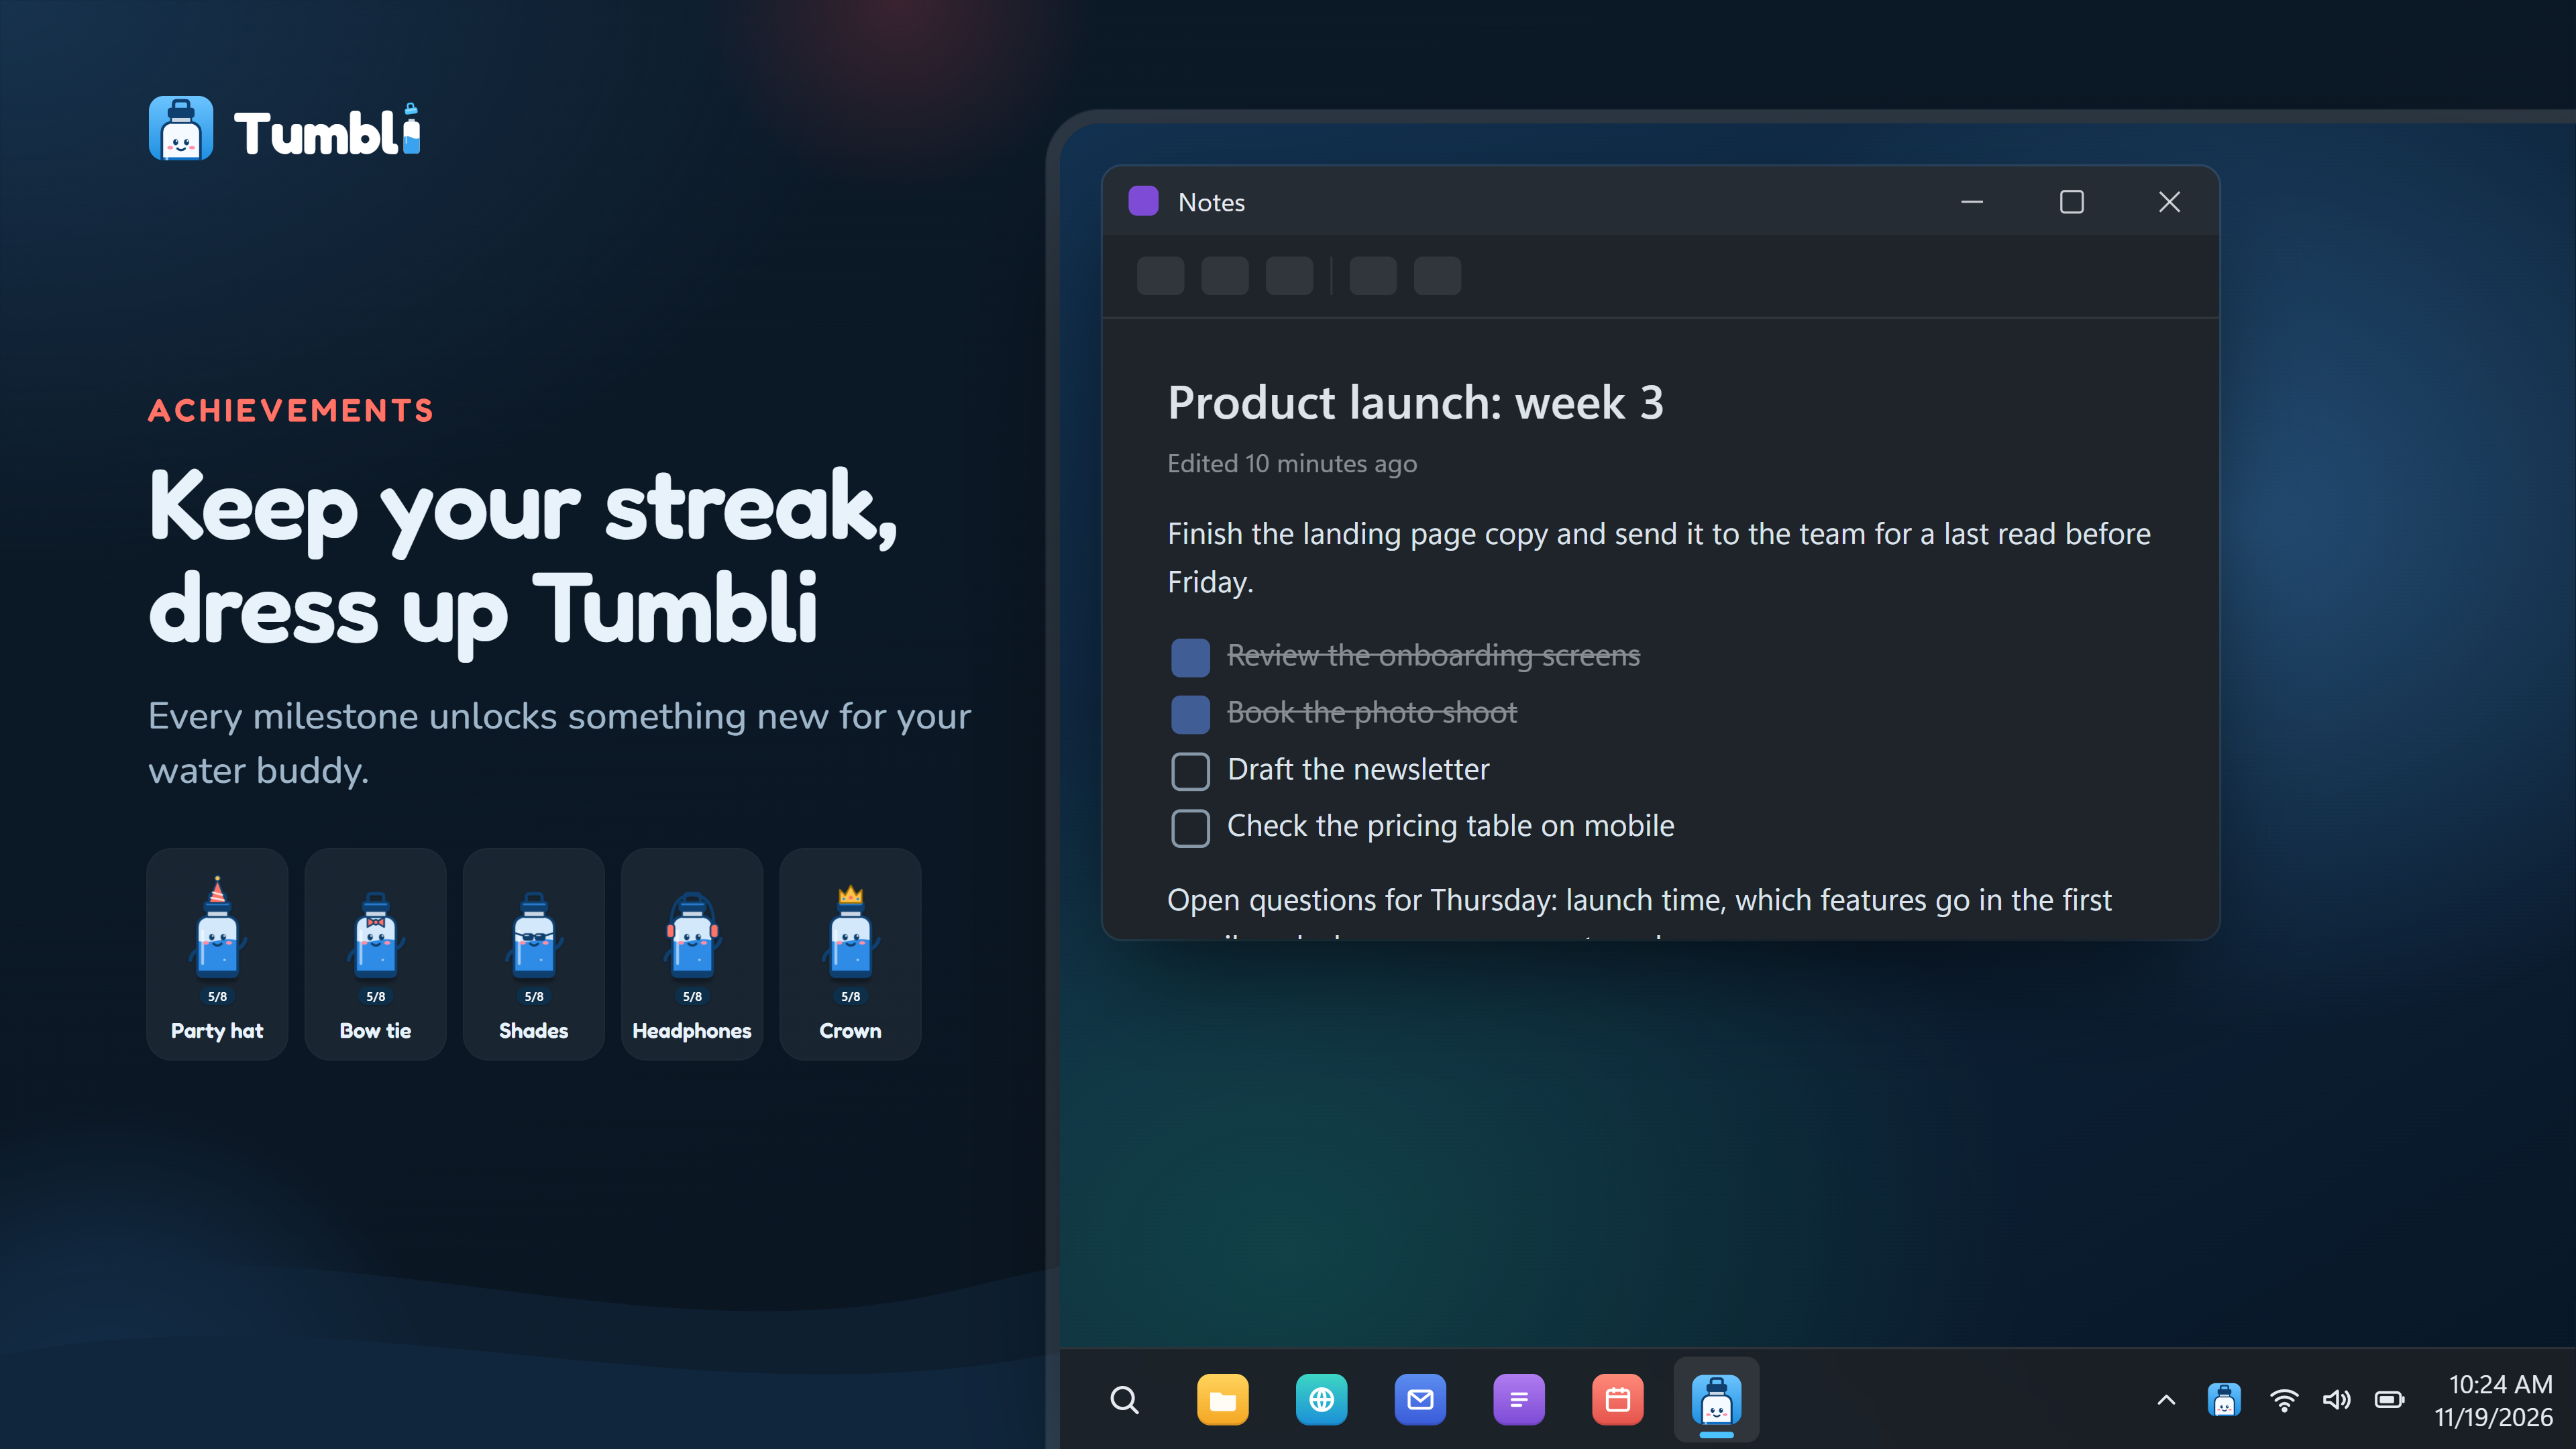 Tumbli
ACHIEVEMENTS
Keep your streak,
dress up Tumbli
Every milestone unlocks something new for your
water buddy.
5/8
Party hat
5/8
Bow tie
5/8
Shades
5/8
Headphones
5/8
Crown
Notes
Product launch: week 3
Edited 10 minutes ago
Finish the landing page copy and send it to the team for a last read before
Friday.
Review the onboarding screens
Book the photo shoot
Draft the newsletter
Check the pricing table on mobile
Open questions for Thursday: launch time, which features go in the first
10:24 AM
11/19/2026